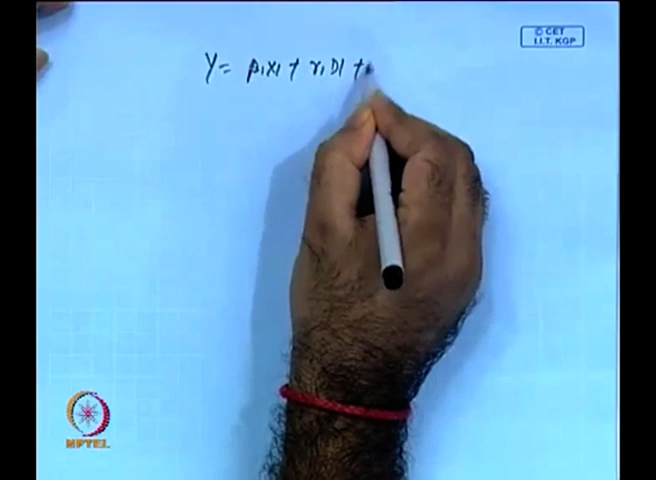 © CET
I.I.T. KGP
Y = β₁X₁ + γ₁D1 +
NPTEL